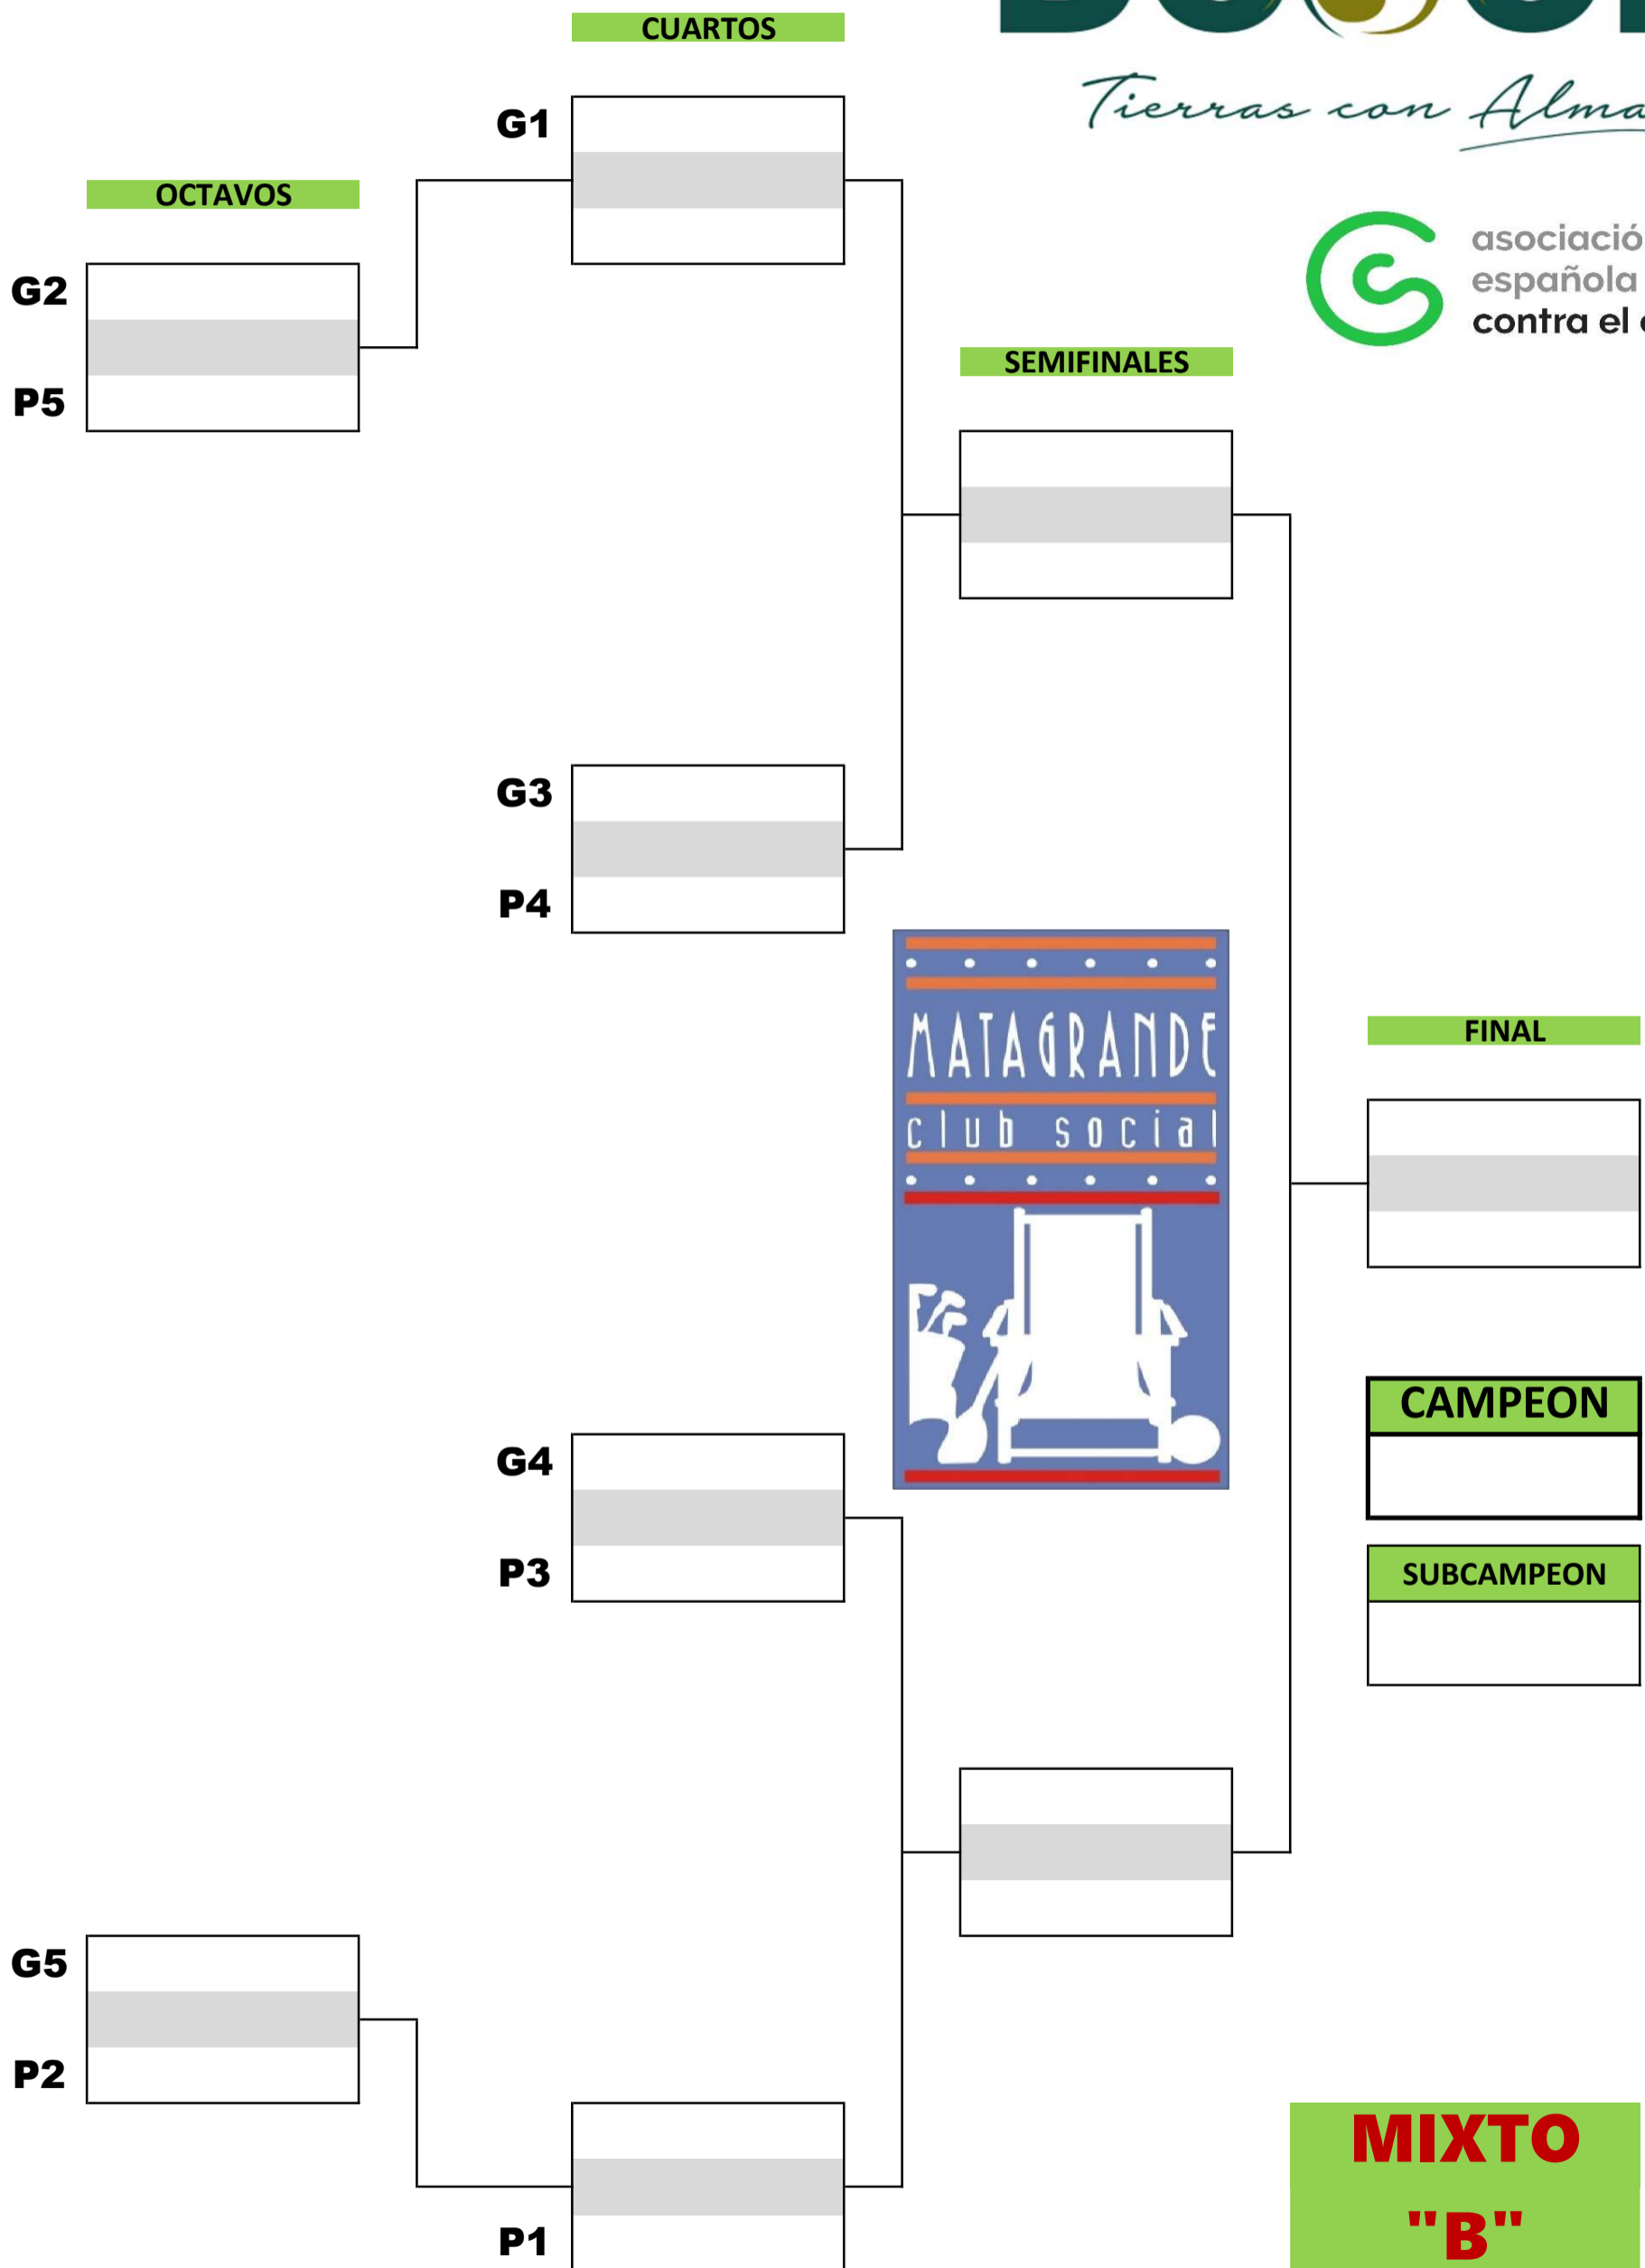 CUARTOS
Tierras con Alma
G1
OCTAVOS
asociació
española
contra el
G2
SEMIFINALES
P5
G3
P4
MATAGRANDE
club social
FINAL
CAMPEON
G4
SUBCAMPEON
P3
G5
P2
MIXTO
"B"
P1